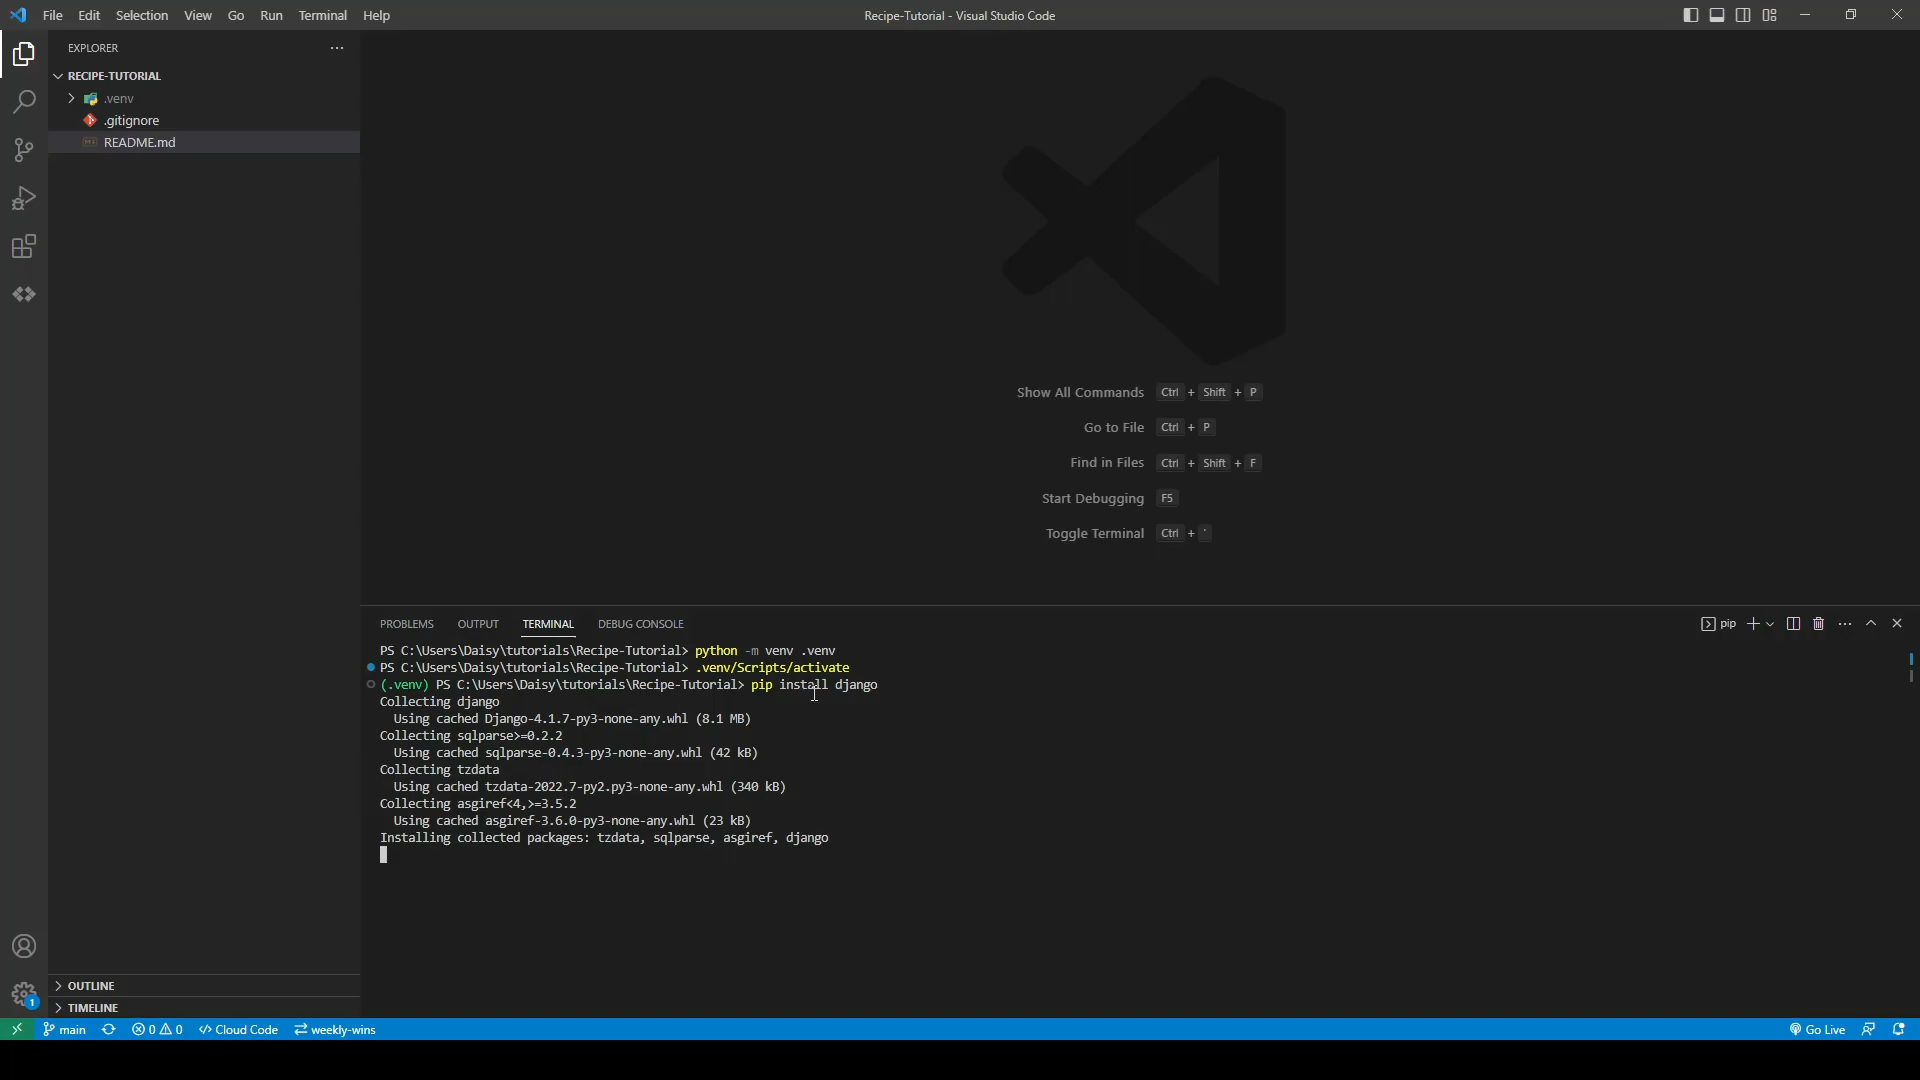 File Edit Selection View Go Run Terminal Help
Recipe-Tutorial - Visual Studio Code
EXPLORER
RECIPE-TUTORIAL
.venv
.gitignore
README.md
Show All Commands Ctrl + Shift + P
Go to File Ctrl + P
Find in Files Ctrl + Shift + F
Start Debugging F5
Toggle Terminal Ctrl + `
PROBLEMS OUTPUT TERMINAL DEBUG CONSOLE
pip
PS C:\Users\Daisy\tutorials\Recipe-Tutorial> python -m venv .venv
PS C:\Users\Daisy\tutorials\Recipe-Tutorial> .venv/Scripts/activate
(.venv) PS C:\Users\Daisy\tutorials\Recipe-Tutorial> pip install django
Collecting django
Using cached Django-4.1.7-py3-none-any.whl (8.1 MB)
Collecting sqlparse>=0.2.2
Using cached sqlparse-0.4.3-py3-none-any.whl (42 kB)
Collecting tzdata
Using cached tzdata-2022.7-py2.py3-none-any.whl (340 kB)
Collecting asgiref<4,>=3.5.2
Using cached asgiref-3.6.0-py3-none-any.whl (23 kB)
Installing collected packages: tzdata, sqlparse, asgiref, django
OUTLINE
TIMELINE
1
main 0 0 Cloud Code weekly-wins
Go Live